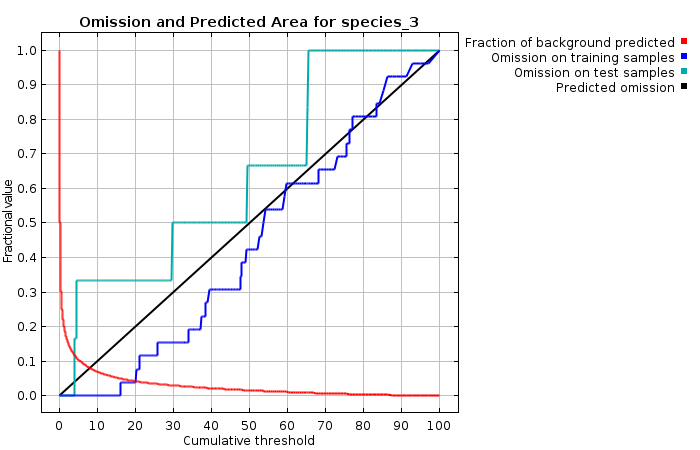 Omission and Predicted Area for species_3
Fraction of background predicted
Omission on training samples
Omission on test samples
Predicted omission
Fractional value
1.0
0.9
0.8
0.7
0.6
0.5
0.4
0.3
0.2
0.1
0.0
0 10 20 30 40 50 60 70 80 90 100
Cumulative threshold